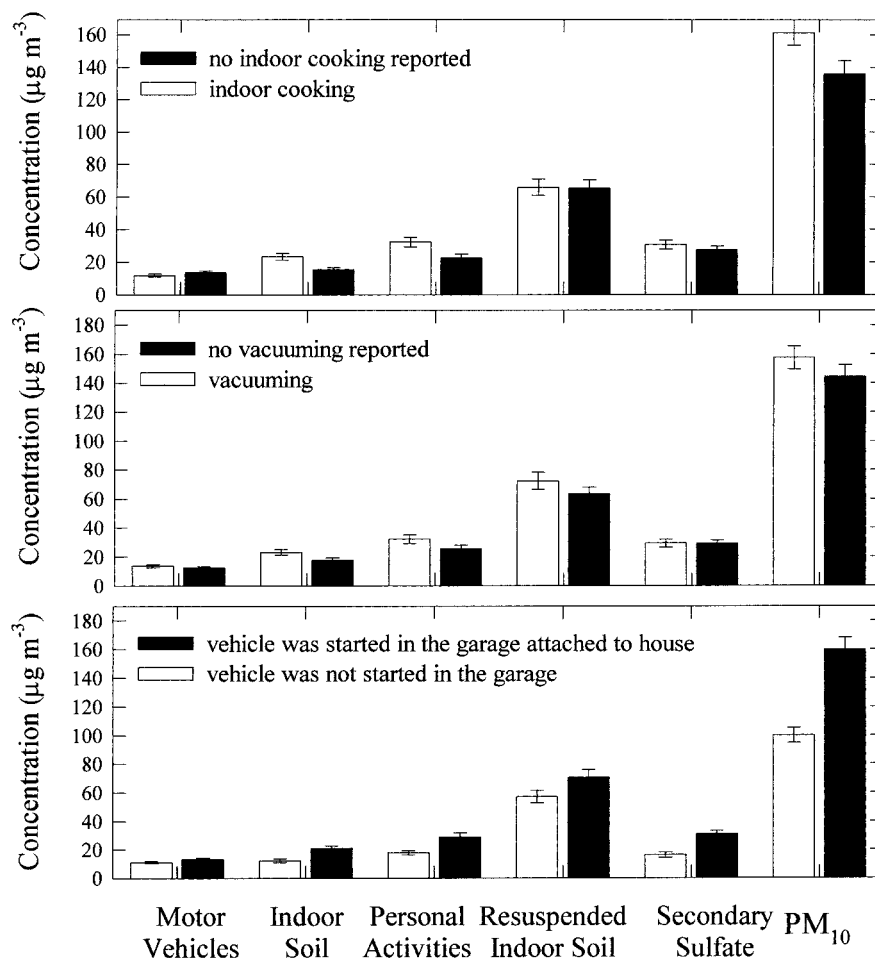 Concentration (µg m⁻³)
160
140
120
100
80
60
40
20
0
no indoor cooking reported
indoor cooking
Concentration (µg m⁻³)
180
160
140
120
100
80
60
40
20
0
no vacuuming reported
vacuuming
Concentration (µg m⁻³)
180
160
140
120
100
80
60
40
20
0
vehicle was started in the garage attached to house
vehicle was not started in the garage
Motor
Vehicles
Indoor
Soil
Personal
Activities
Resuspended
Indoor Soil
Secondary
Sulfate
PM₁₀